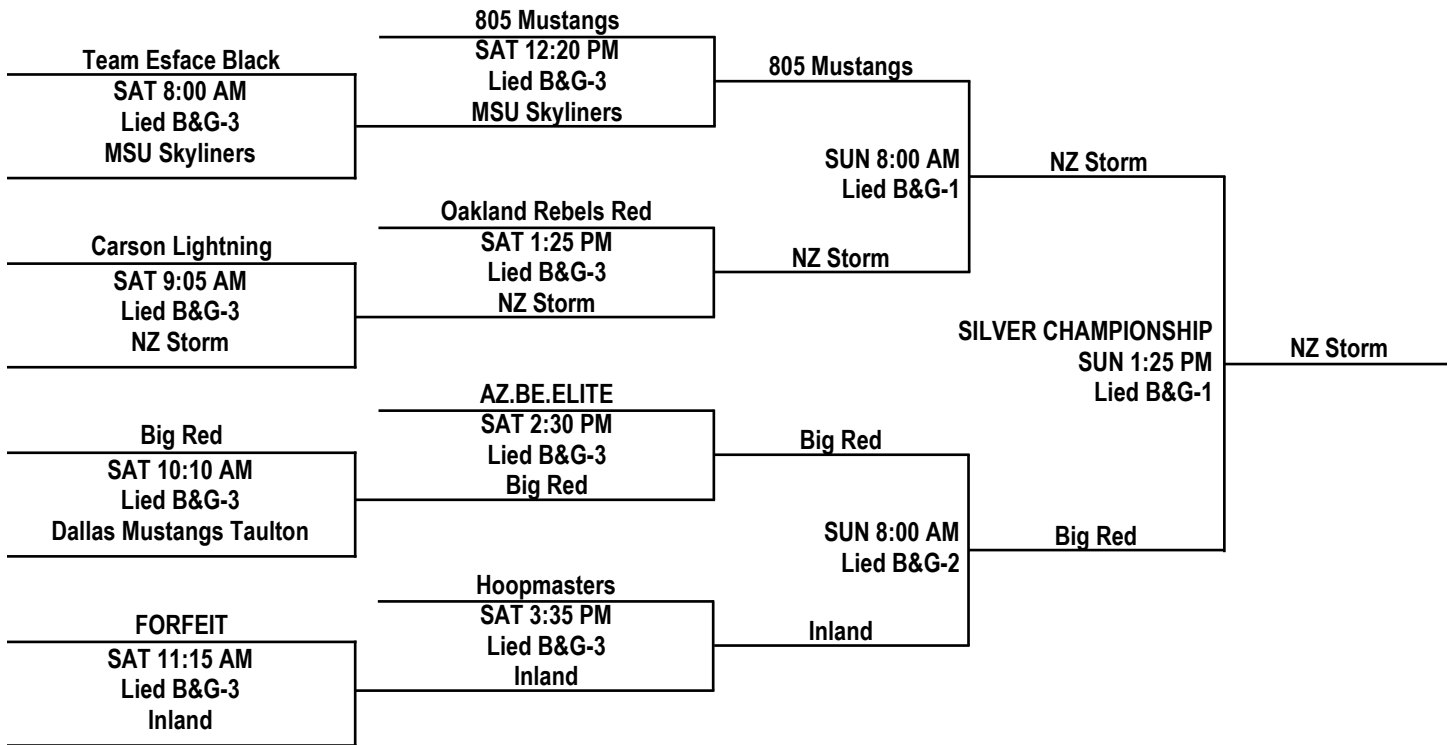 Team Esface Black
SAT 8:00 AM
Lied B&G-3
MSU Skyliners
Carson Lightning
SAT 9:05 AM
Lied B&G-3
NZ Storm
Big Red
SAT 10:10 AM
Lied B&G-3
Dallas Mustangs Taulton
FORFEIT
SAT 11:15 AM
Lied B&G-3
Inland
805 Mustangs
SAT 12:20 PM
Lied B&G-3
MSU Skyliners
Oakland Rebels Red
SAT 1:25 PM
Lied B&G-3
NZ Storm
AZ.BE.ELITE
SAT 2:30 PM
Lied B&G-3
Big Red
Hoopmasters
SAT 3:35 PM
Lied B&G-3
Inland
805 Mustangs
SUN 8:00 AM
Lied B&G-1
NZ Storm
Big Red
SUN 8:00 AM
Lied B&G-2
Inland
NZ Storm
SILVER CHAMPIONSHIP
SUN 1:25 PM
Lied B&G-1
Big Red
NZ Storm